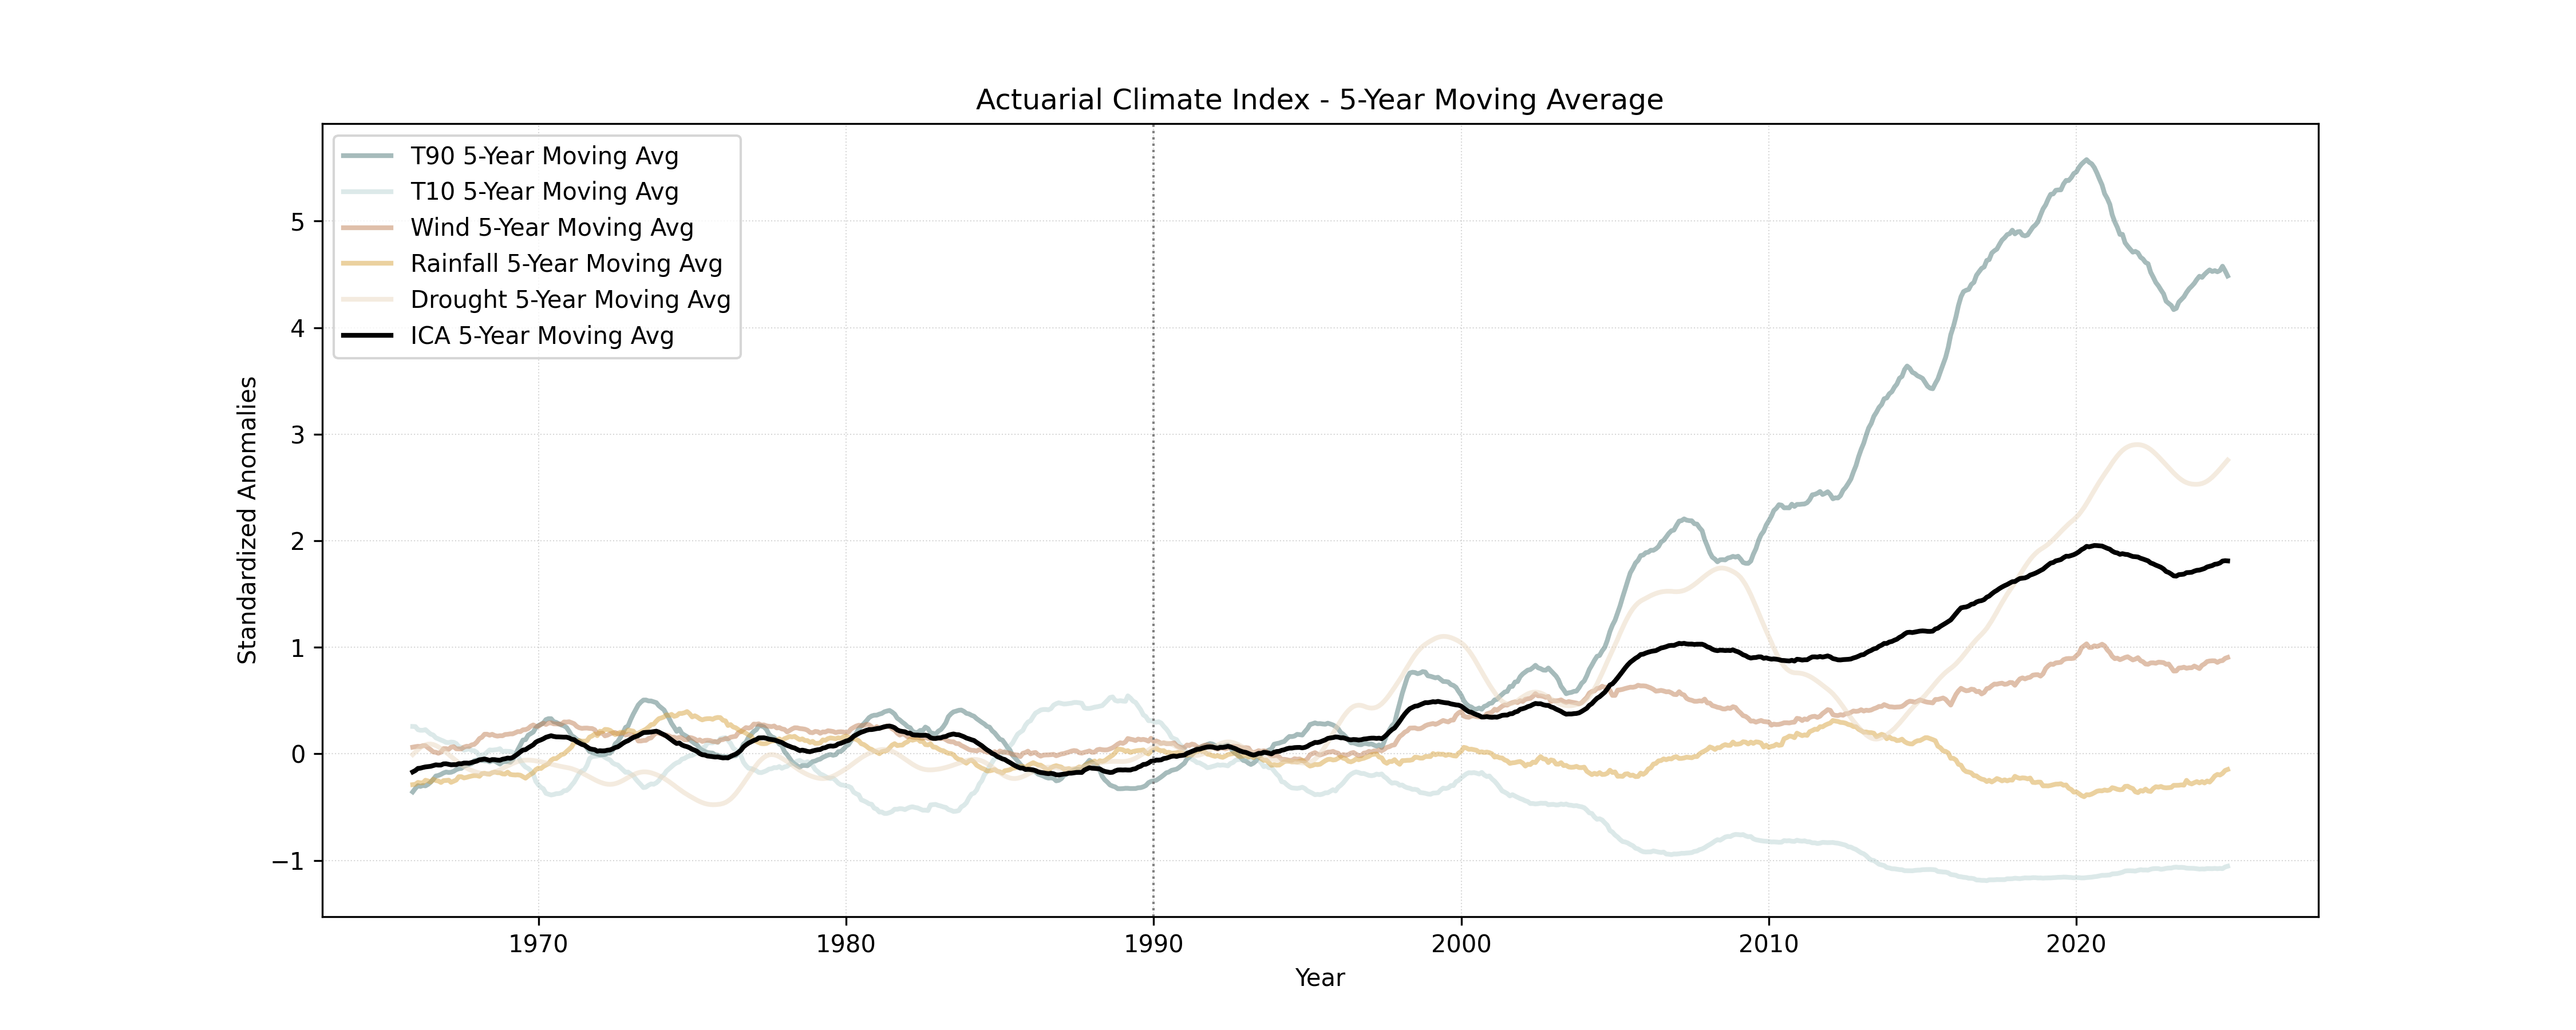 Actuarial Climate Index - 5-Year Moving Average
T90 5-Year Moving Avg
T10 5-Year Moving Avg
Wind 5-Year Moving Avg
Rainfall 5-Year Moving Avg
Drought 5-Year Moving Avg
ICA 5-Year Moving Avg
Standardized Anomalies
5
4
3
2
1
0
−1
1970 1980 1990 2000 2010 2020
Year